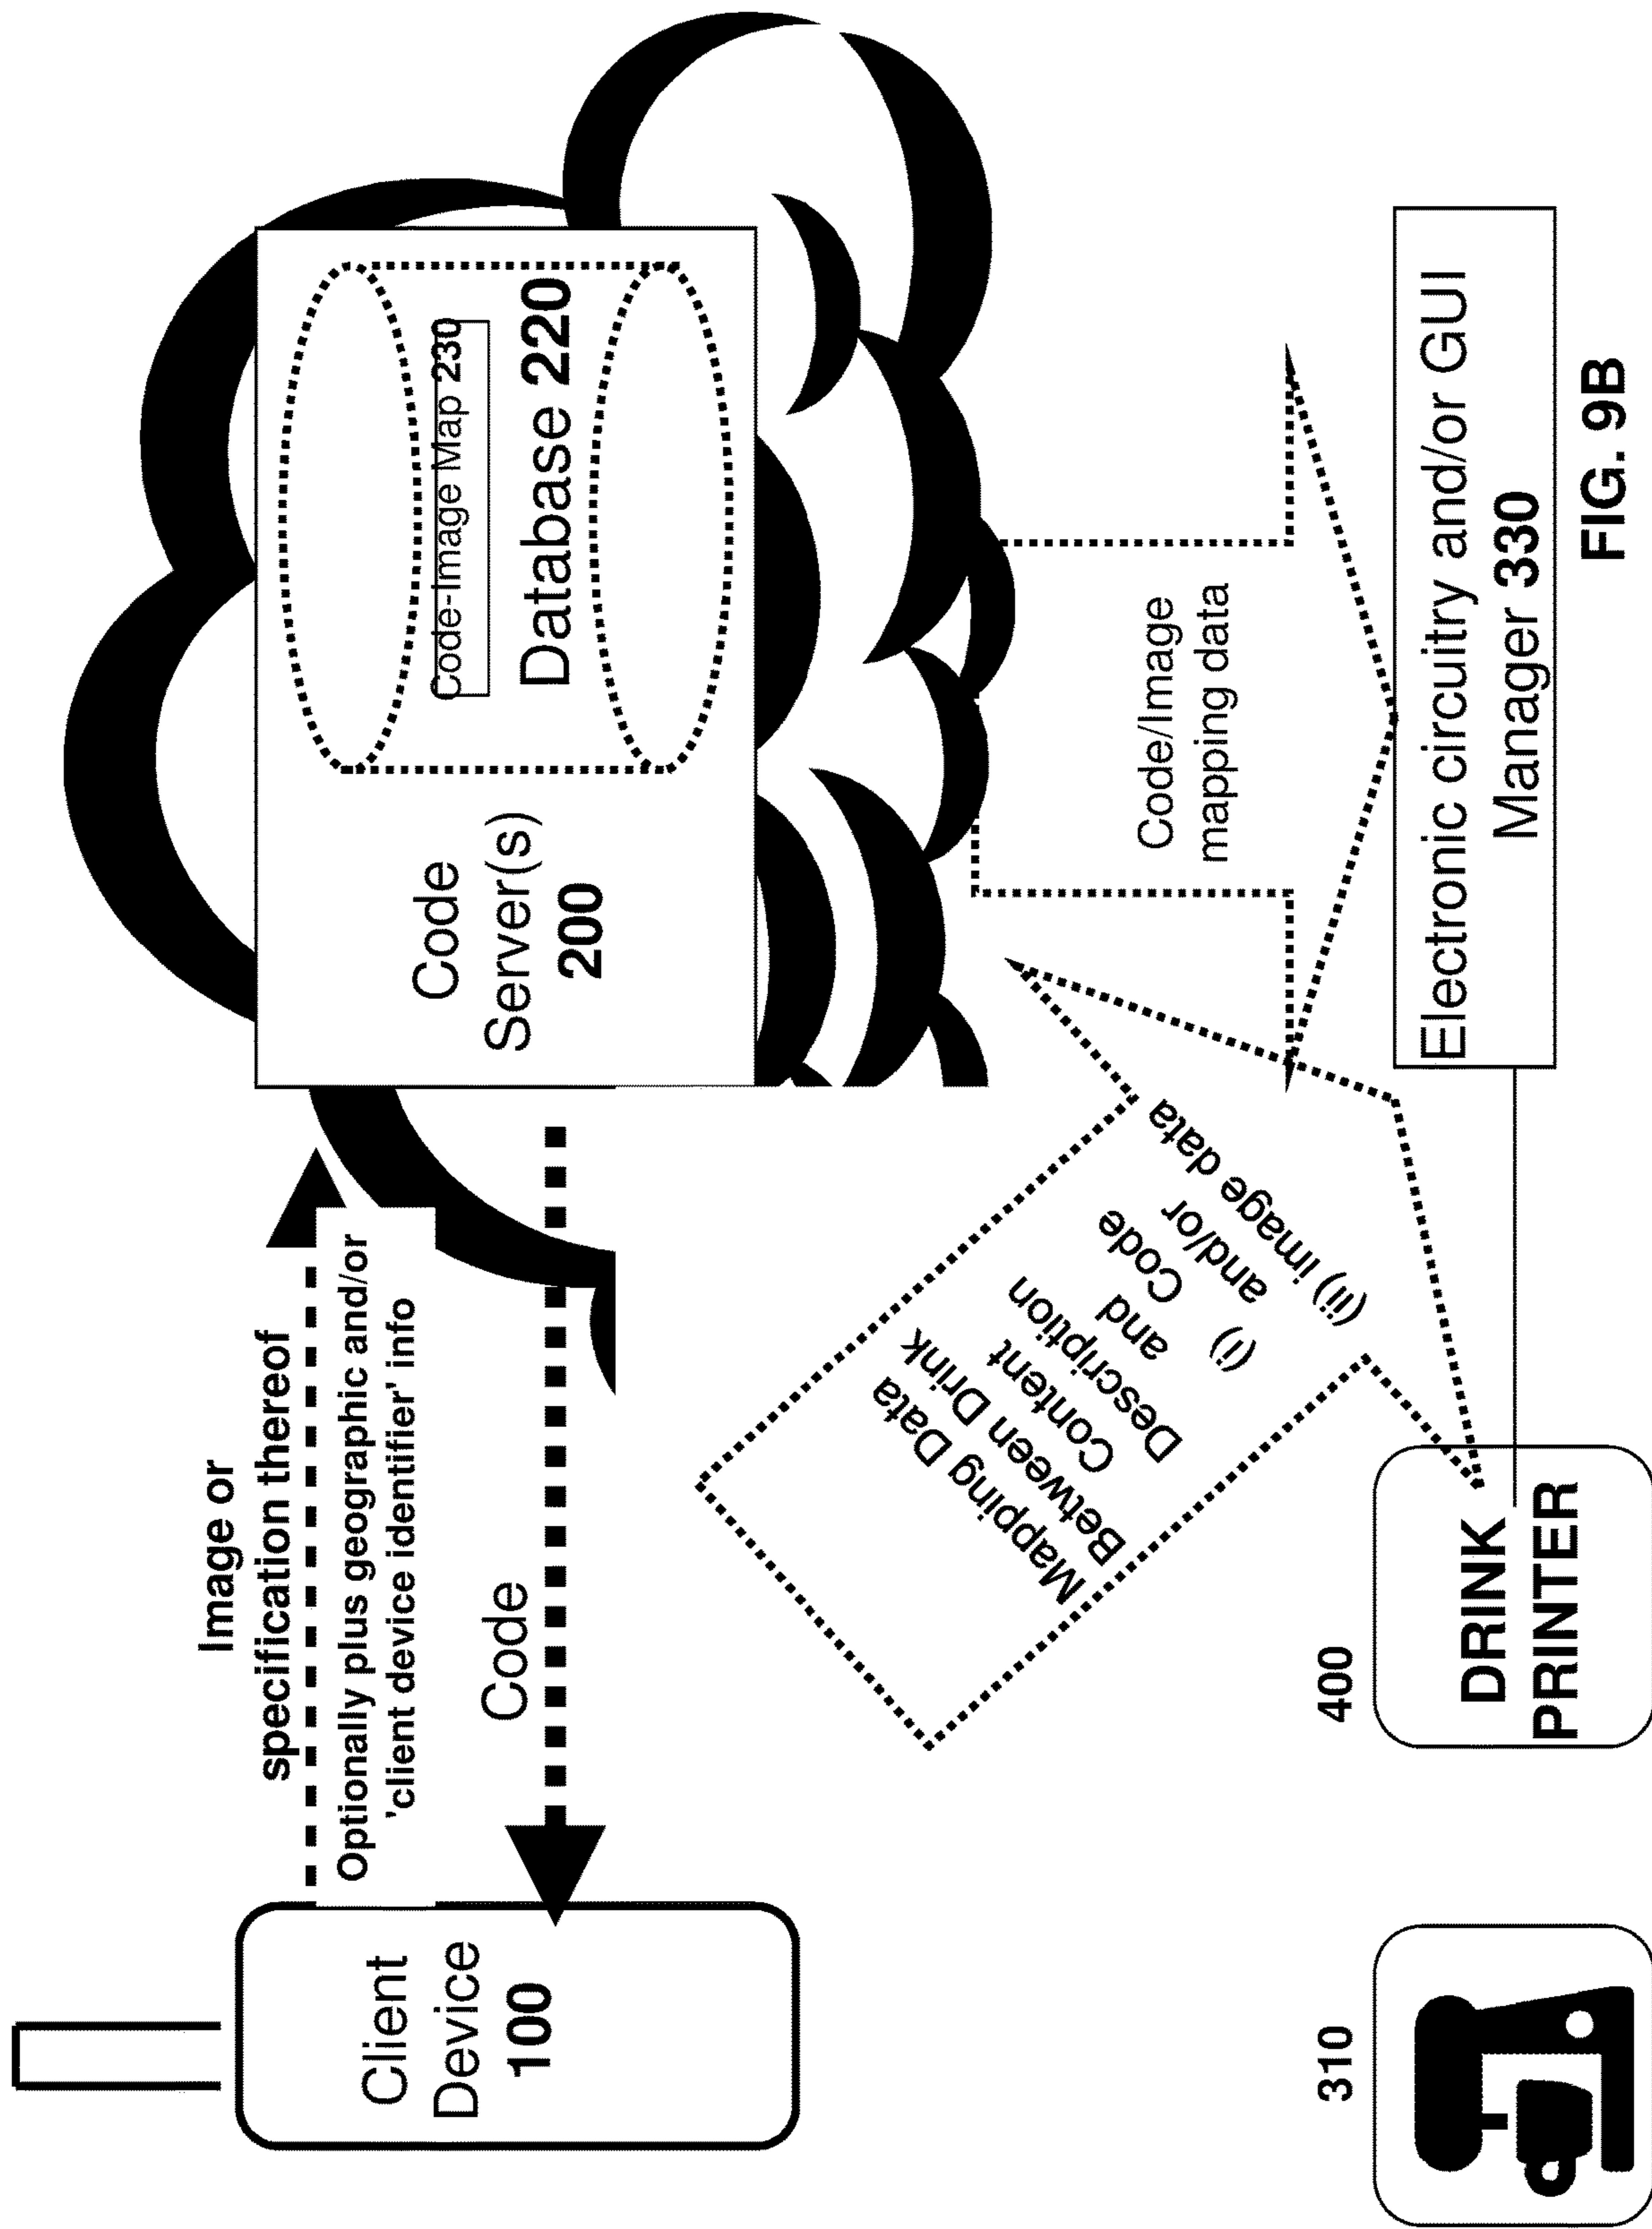 Image or
specification thereof
Optionally plus geographic and/or
'client device identifier' info
Client
Device
100
Code
Code
Server(s)
200
Code-Image Map 230
Database 220
Mapping Data
Between Drink
Content
Description
and
(i) Code
and/or
(ii) image data
Code/Image
mapping data
310
400
DRINK
PRINTER
Electronic circuitry and/or GUI
Manager 330
FIG. 9B